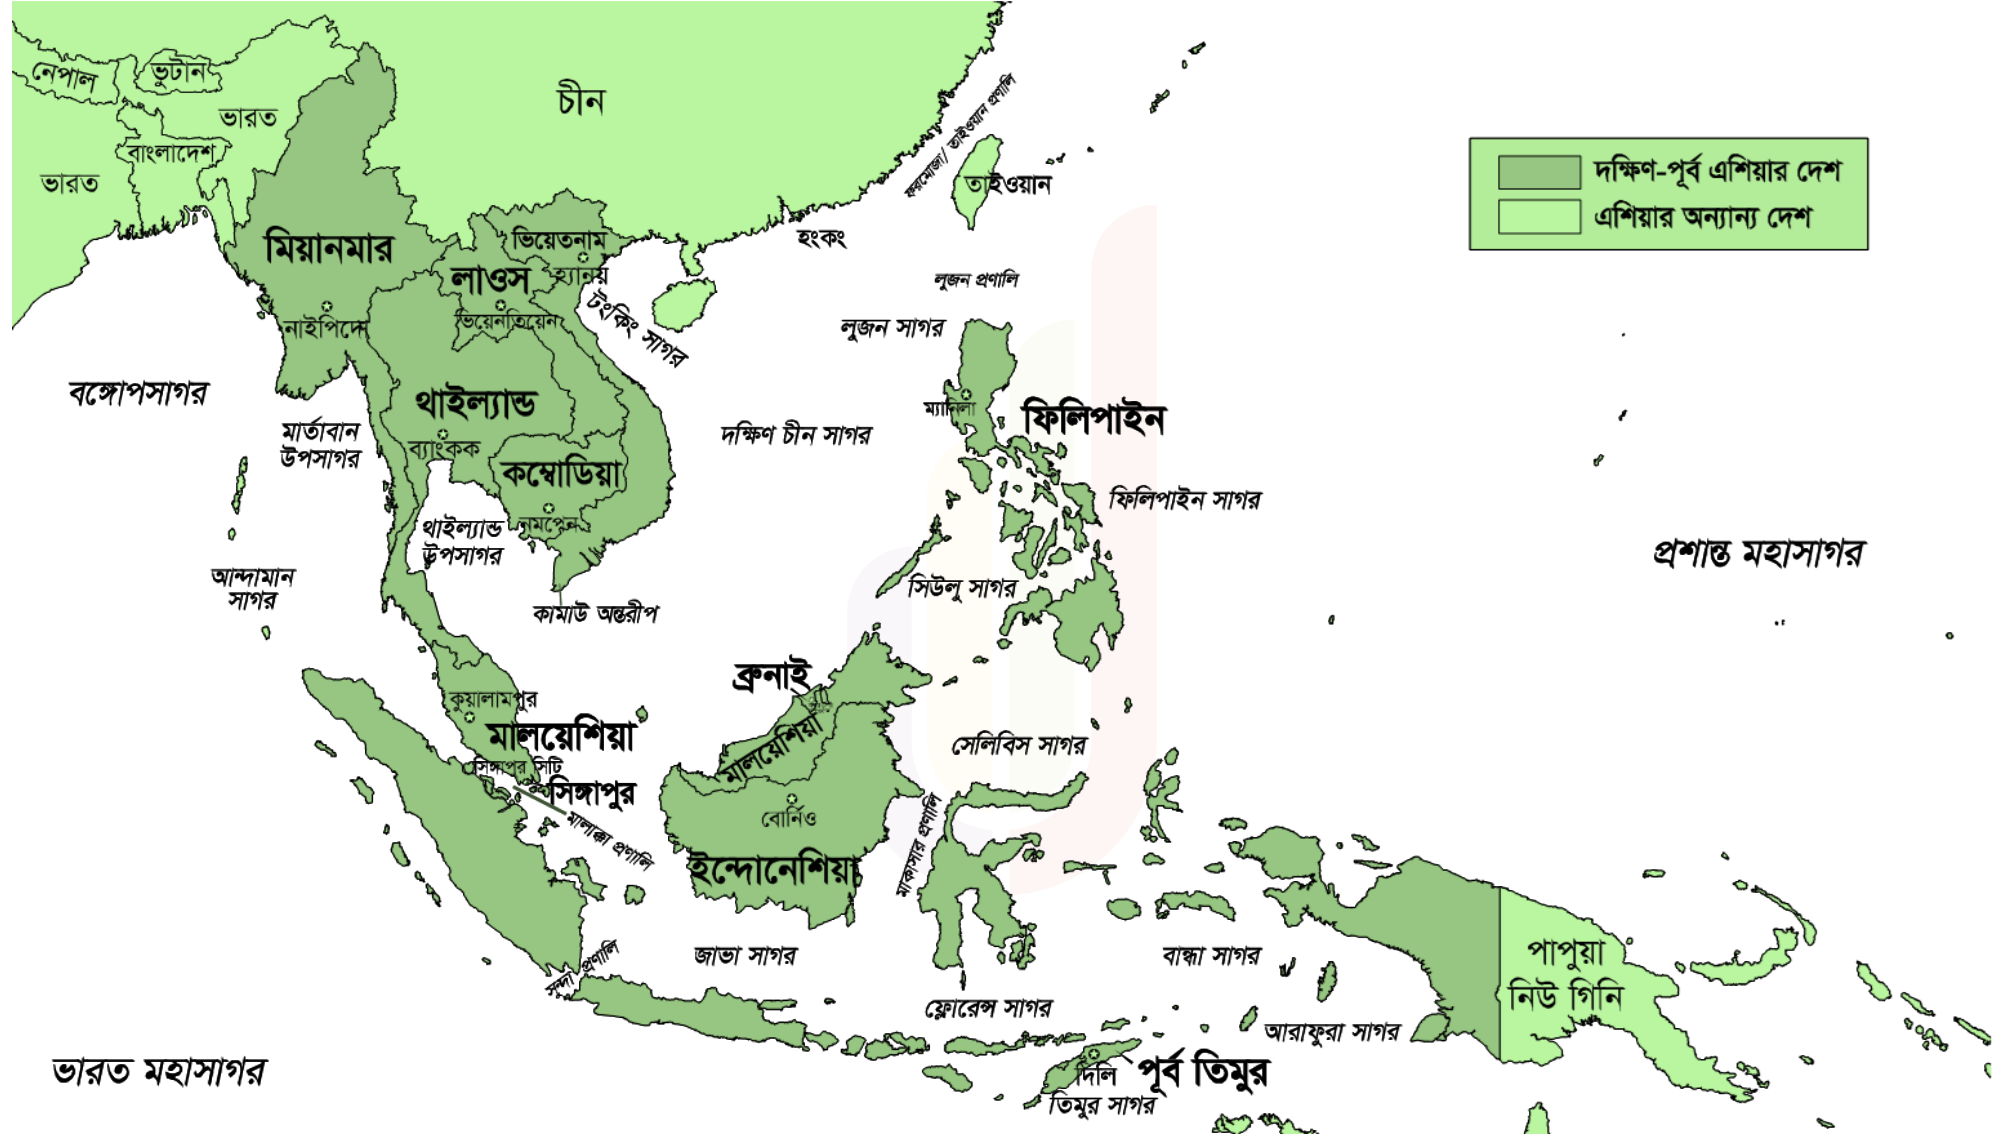 নেপাল
ভুটান
ভারত
চীন
ফরমোজা/ তাইওয়ান প্রণালি
বাংলাদেশ
ভারত
তাইওয়ান
দক্ষিণ-পূর্ব এশিয়ার দেশ
এশিয়ার অন্যান্য দেশ
মিয়ানমার
ভিয়েতনাম
হংকং
লাওস
হ্যানয়
লুজন প্রণালি
নাইপিদো
ভিয়েনতিয়েন
টংকিং সাগর
লুজন সাগর
বঙ্গোপসাগর
থাইল্যান্ড
ম্যানিলা
ফিলিপাইন
মার্তাবান
উপসাগর
ব্যাংকক
দক্ষিণ চীন সাগর
কম্বোডিয়া
ফিলিপাইন সাগর
থাইল্যান্ড
উপসাগর
নমপেন
প্রশান্ত মহাসাগর
আন্দামান
সাগর
সিউলু সাগর
কামাউ অন্তরীপ
ব্রুনাই
কুয়ালামপুর
মালয়েশিয়া
মালয়েশিয়া
সেলিবিস সাগর
সিঙ্গাপুর সিটি
সিঙ্গাপুর
মালাক্কা প্রণালি
বোর্নিও
মাকাসার প্রণালি
ইন্দোনেশিয়া
সুন্দা প্রণালি
জাভা সাগর
বান্ধা সাগর
পাপুয়া
নিউ গিনি
ফ্লোরেন্স সাগর
আরাফুরা সাগর
ভারত মহাসাগর
পূর্ব তিমুর
দিলি
তিমুর সাগর